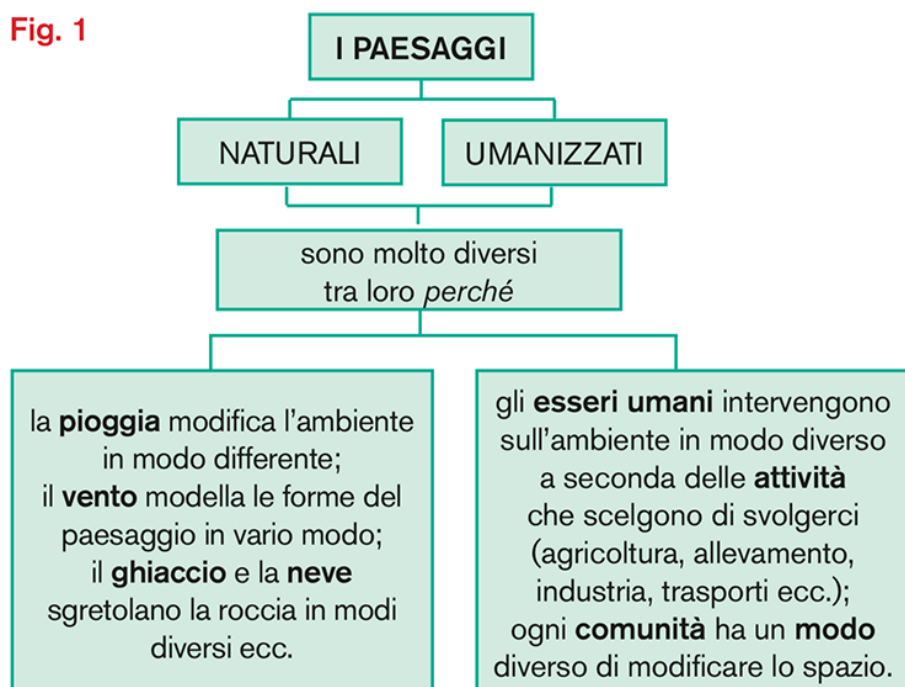 Fig. 1
I PAESAGGI
NATURALI
UMANIZZATI
sono molto diversi
tra loro perché
la pioggia modifica l'ambiente
in modo differente;
il vento modella le forme del
paesaggio in vario modo;
il ghiaccio e la neve
sgretolano la roccia in modi
diversi ecc.
gli esseri umani intervengono
sull'ambiente in modo diverso
a seconda delle attività
che scelgono di svolgerci
(agricoltura, allevamento,
industria, trasporti ecc.);
ogni comunità ha un modo
diverso di modificare lo spazio.